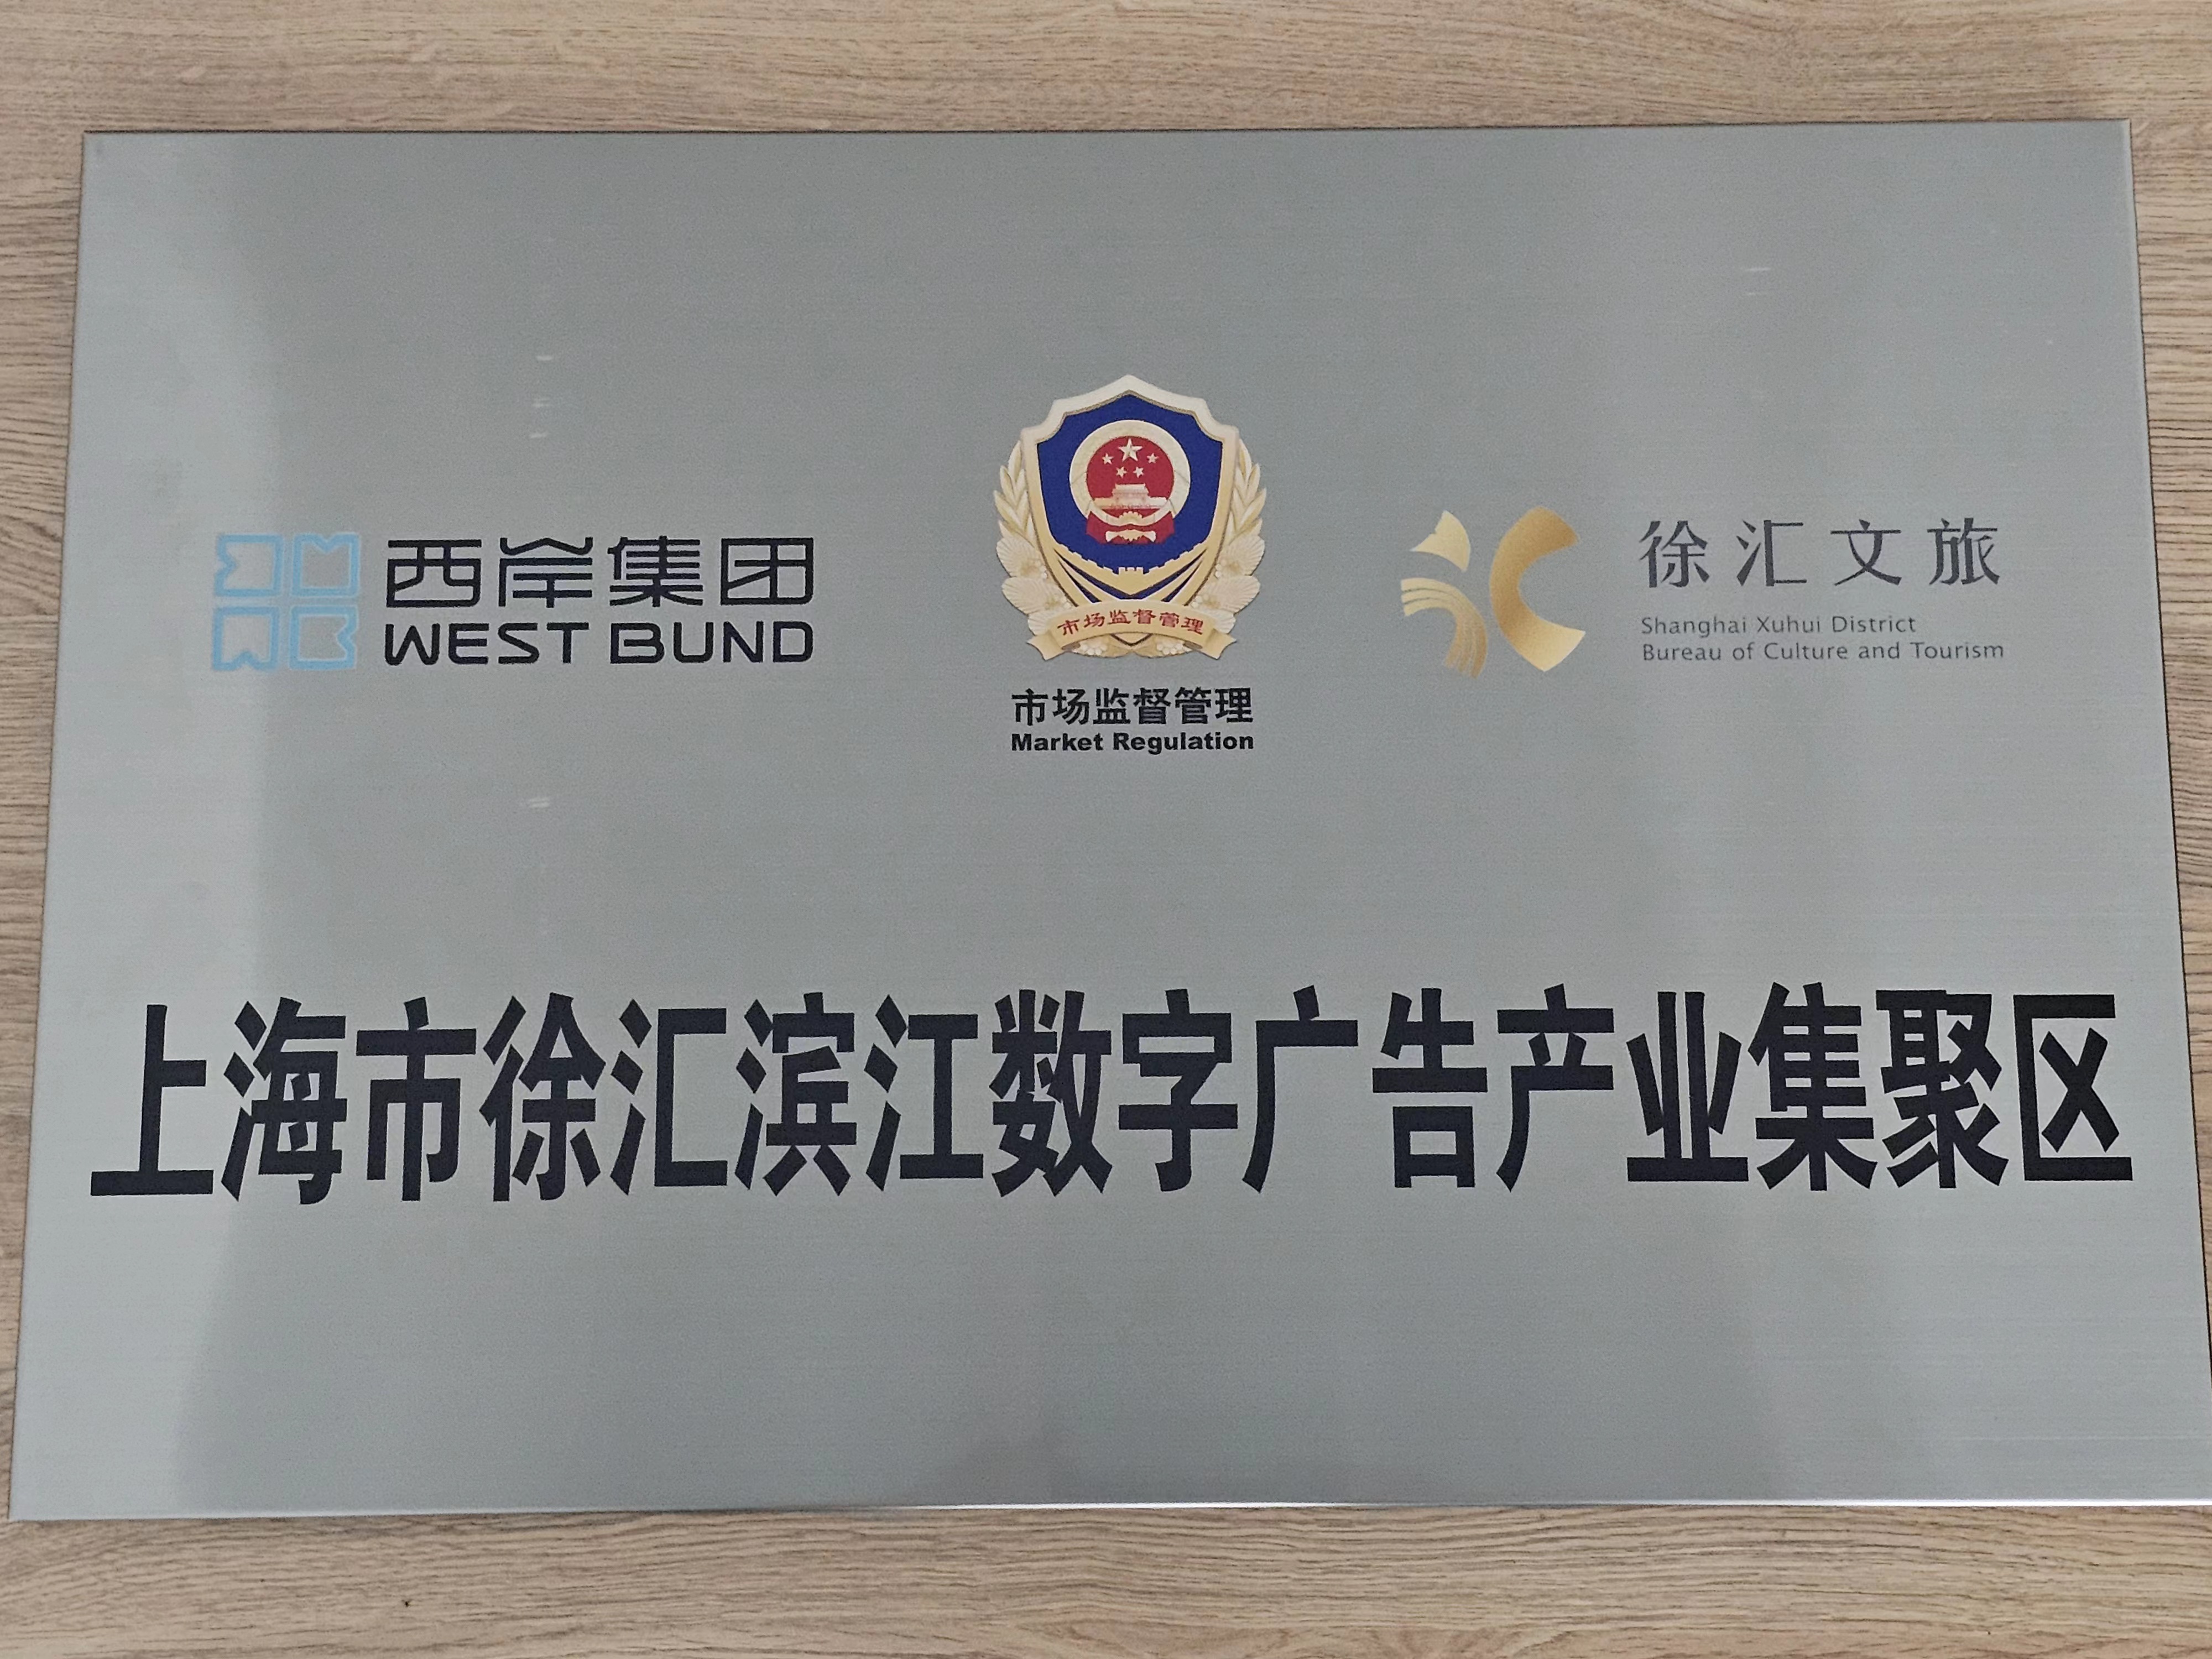 西岸集团
WEST BUND
市场监督管理
市场监督管理
Market Regulation
徐汇文旅
Shanghai Xuhui District
Bureau of Culture and Tourism
上海市徐汇滨江数字广告产业集聚区